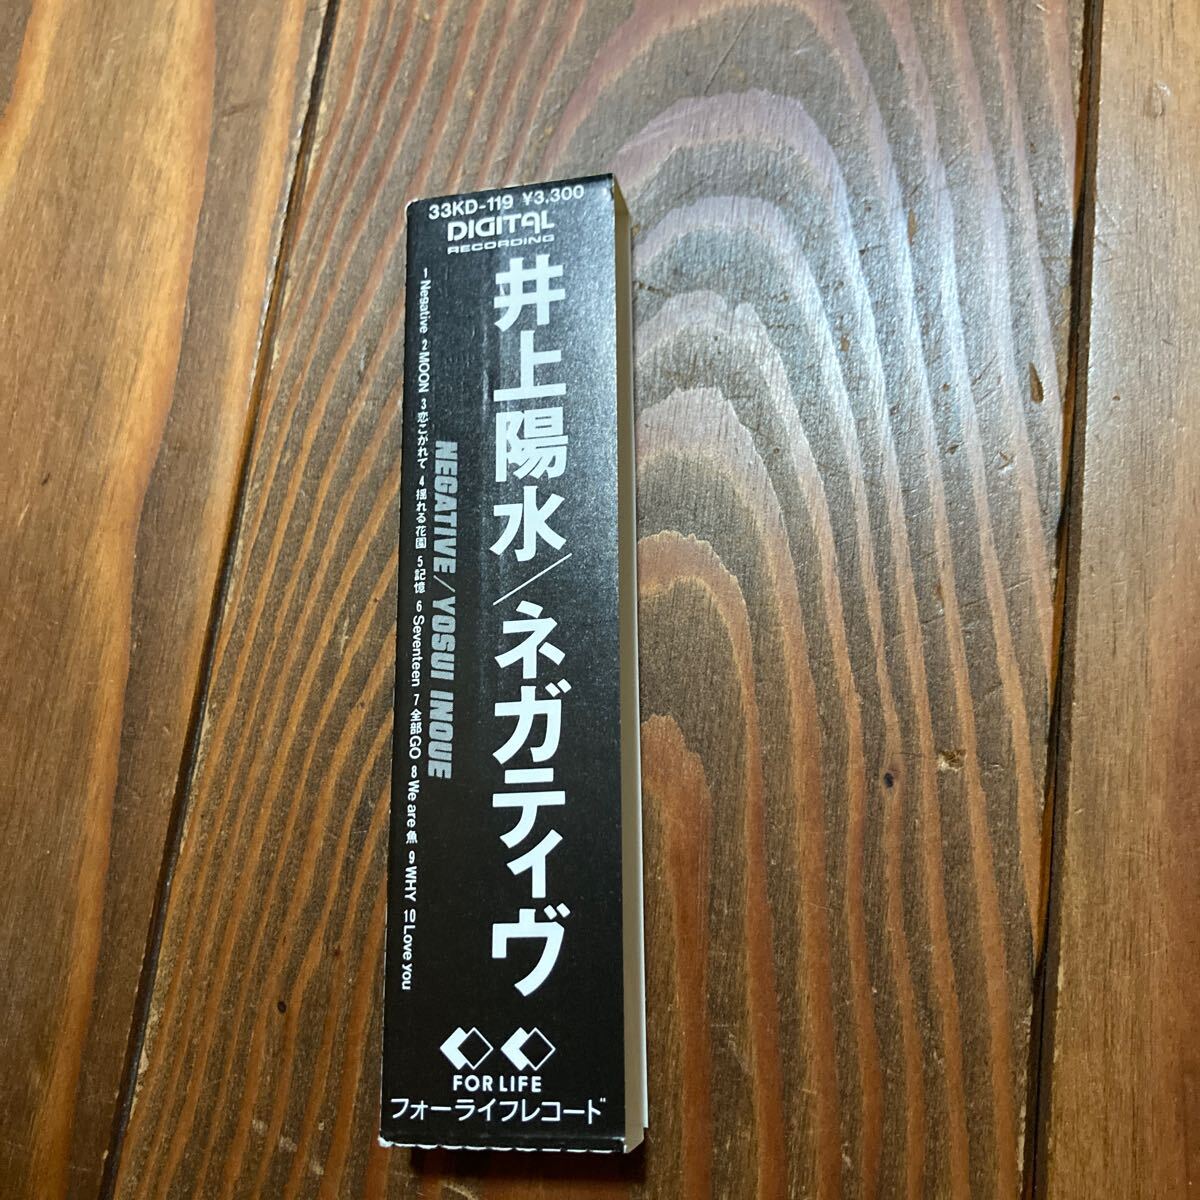 33KD-119 ¥3,300
DIGITAL
RECORDING
井上陽水/ネガティヴ
NEGATIVE/YOSUI INOUE
1 Negative 2 MOON 3 恋こがれて 4 揺れる花園 5 記憶 6 Seventeen 7 全部GO 8 We are 魚 9 WHY 10 Love you
FOR LIFE
フォーライフレコード